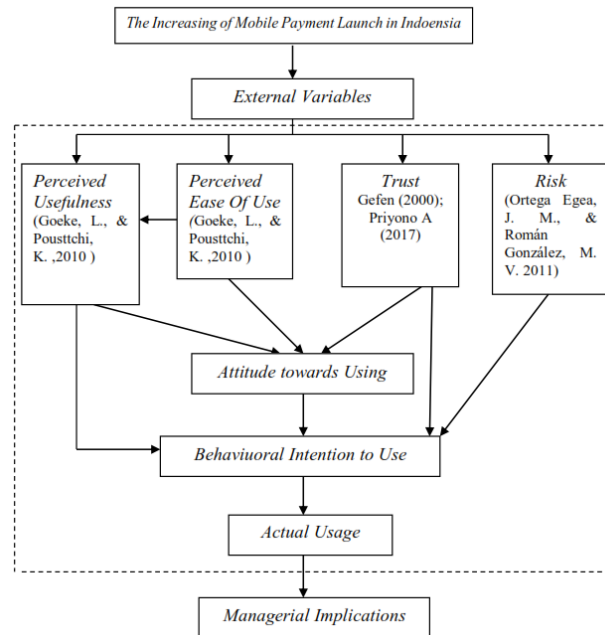 The Increasing of Mobile Payment Launch in Indoensia
External Variables
Perceived
Usefulness
(Goeke, L., &
Pousttchi,
K. ,2010 )
Perceived
Ease Of Use
(Goeke, L., &
Pousttchi,
K. ,2010 )
Trust
Gefen (2000);
Priyono A
(2017)
Risk
(Ortega Egea,
J. M., &
Román
González, M.
V. 2011)
Attitude towards Using
Behaviuoral Intention to Use
Actual Usage
Managerial Implications